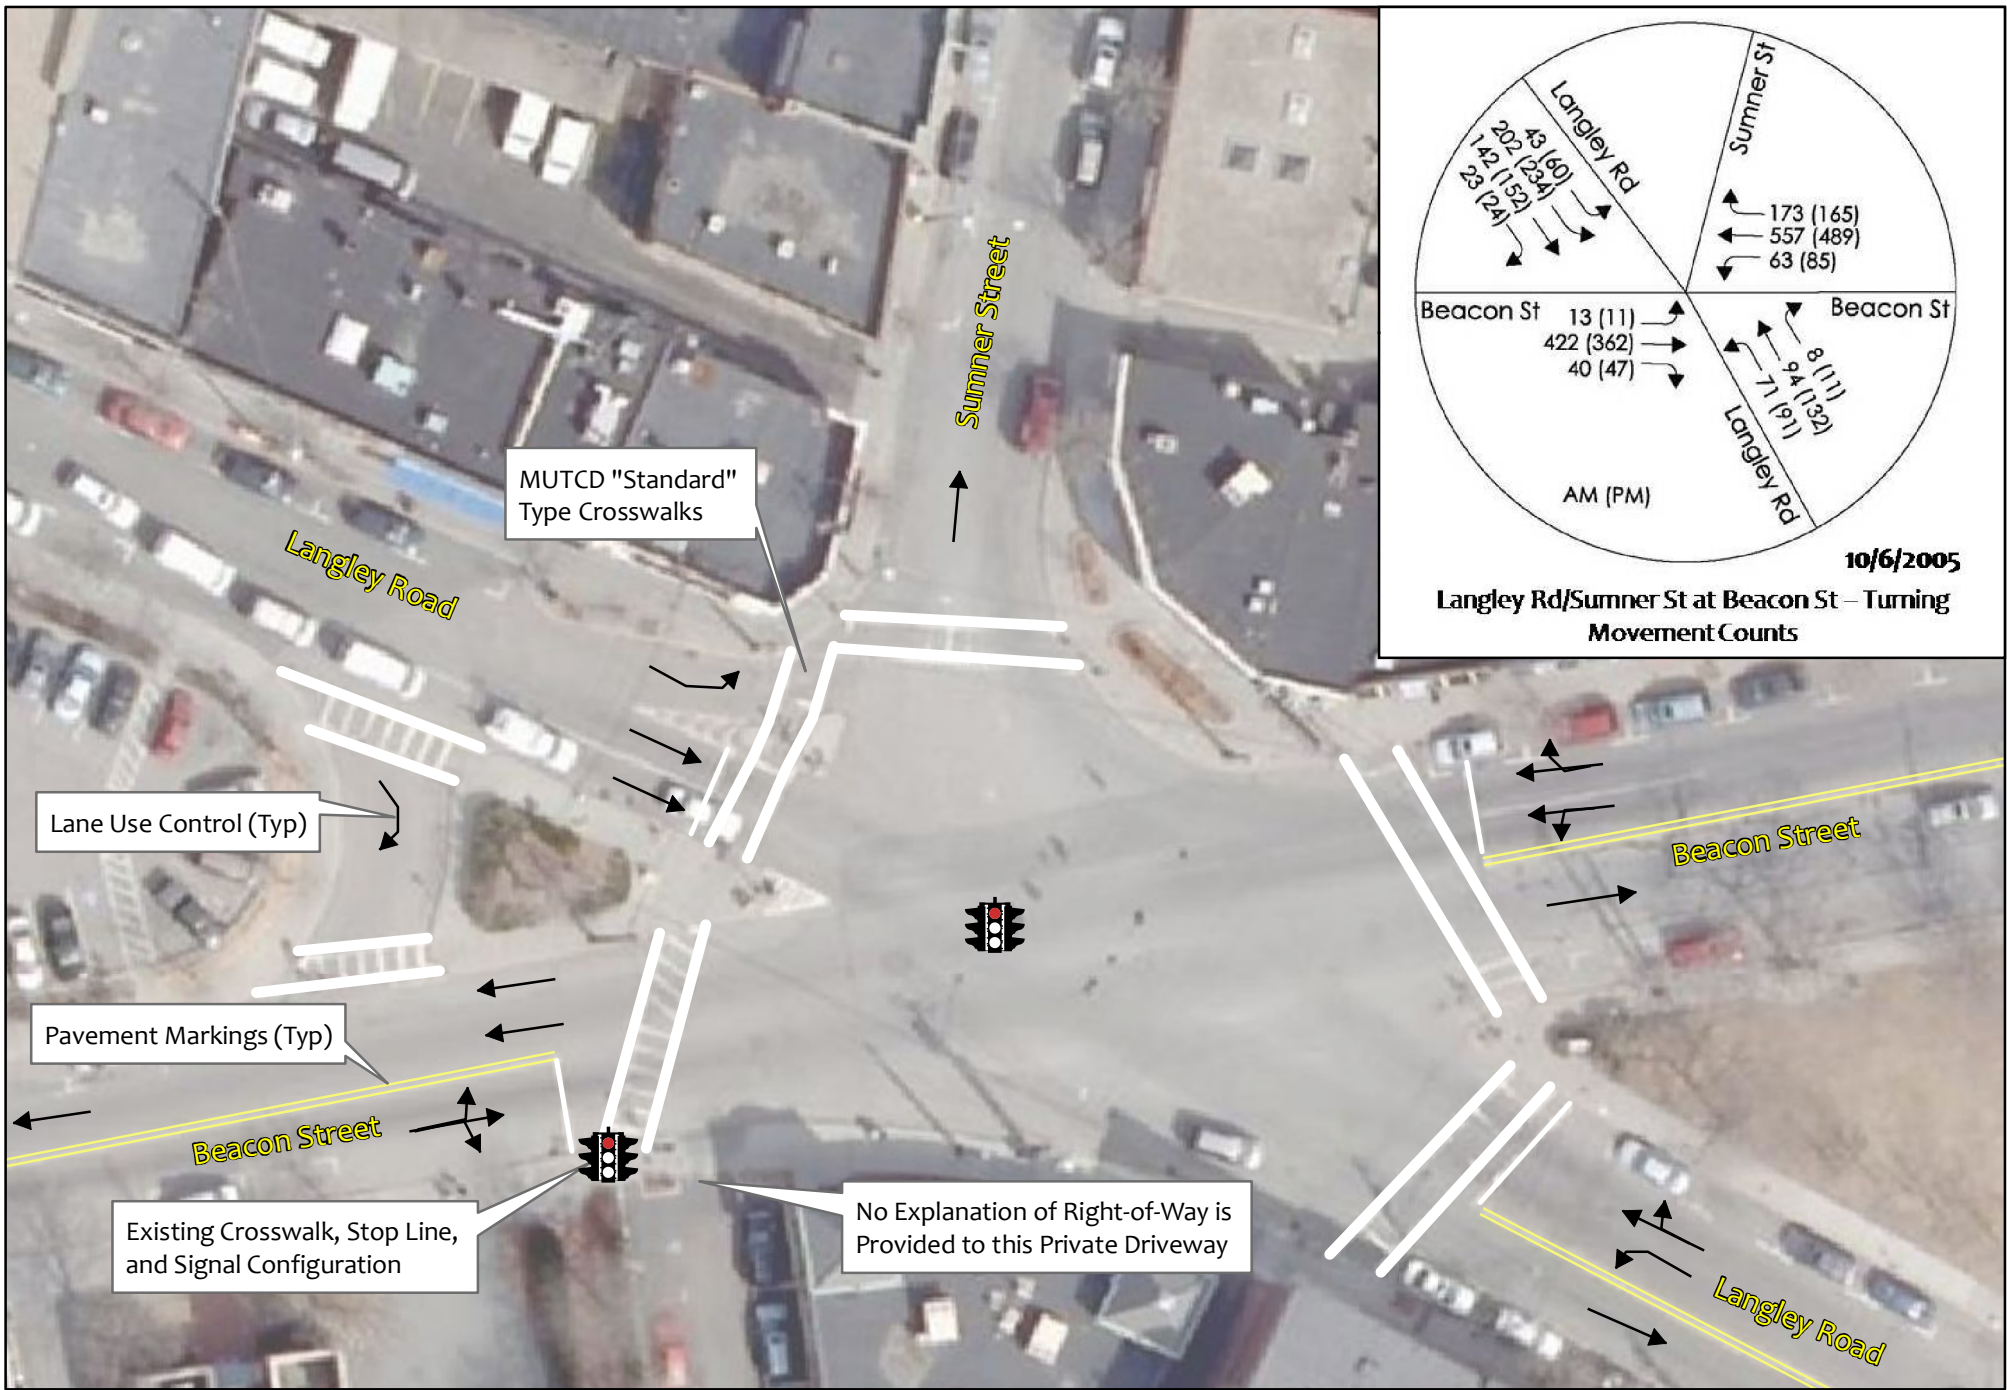 Langley Rd
Sumner St
43 (60)
202 (234)
142 (152)
23 (24)
173 (165)
557 (489)
63 (85)
Beacon St
13 (11)
422 (362)
40 (47)
Beacon St
8 (11)
94 (132)
71 (91)
Langley Rd
AM (PM)
10/6/2005
Langley Rd/Sumner St at Beacon St – Turning
Movement Counts
Sumner Street
MUTCD "Standard"
Type Crosswalks
Langley Road
Lane Use Control (Typ)
Beacon Street
Pavement Markings (Typ)
Beacon Street
Existing Crosswalk, Stop Line,
and Signal Configuration
No Explanation of Right-of-Way is
Provided to this Private Driveway
Langley Road